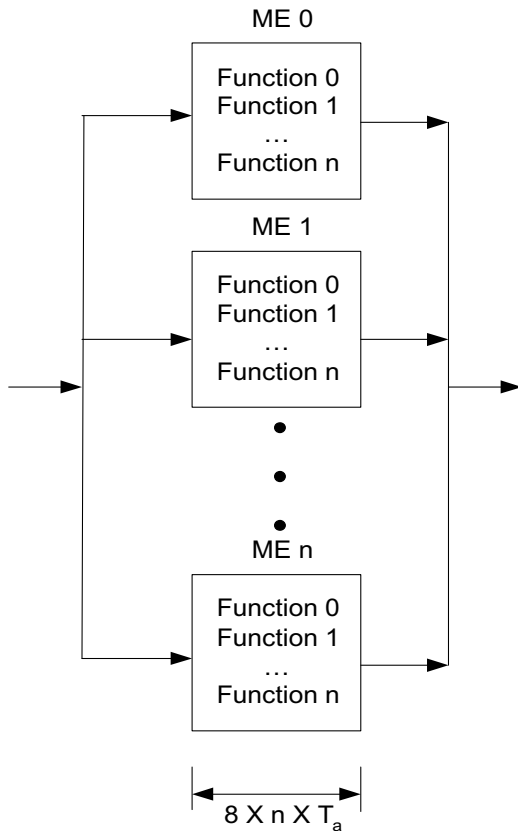 ME 0
Function 0
Function 1
...
Function n
ME 1
Function 0
Function 1
...
Function n
ME n
Function 0
Function 1
...
Function n
8 X n X Tₐ